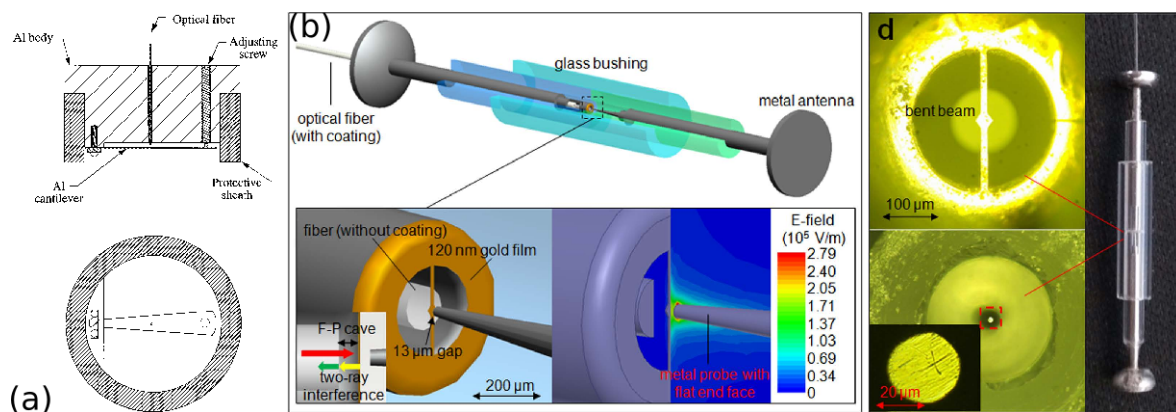 Optical fiber
Al body
Adjusting
screw
Al
cantilever
Protective
sheath
(a)
(b)
glass bushing
metal antenna
optical fiber
(with coating)
fiber (without coating)
120 nm gold film
F-P cave
13 µm gap
two-ray
interference
200 µm
E-field
(10⁵ V/m)
2.79
2.40
2.05
1.71
1.37
1.03
0.69
0.34
0
metal probe with
flat end face
d
bent beam
100 µm
20 µm